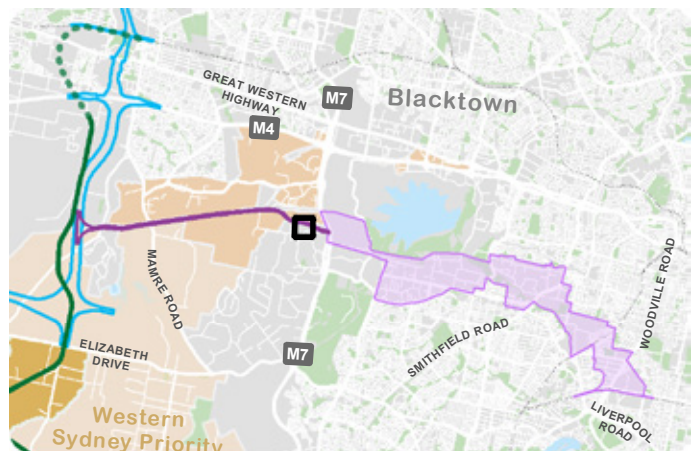 GREAT WESTERN
HIGHWAY
M7
Blacktown
M4
MAMRE ROAD
WOODVILLE ROAD
SMITHFIELD ROAD
ELIZABETH
DRIVE
M7
LIVERPOOL
ROAD
Western
Sydney Priority